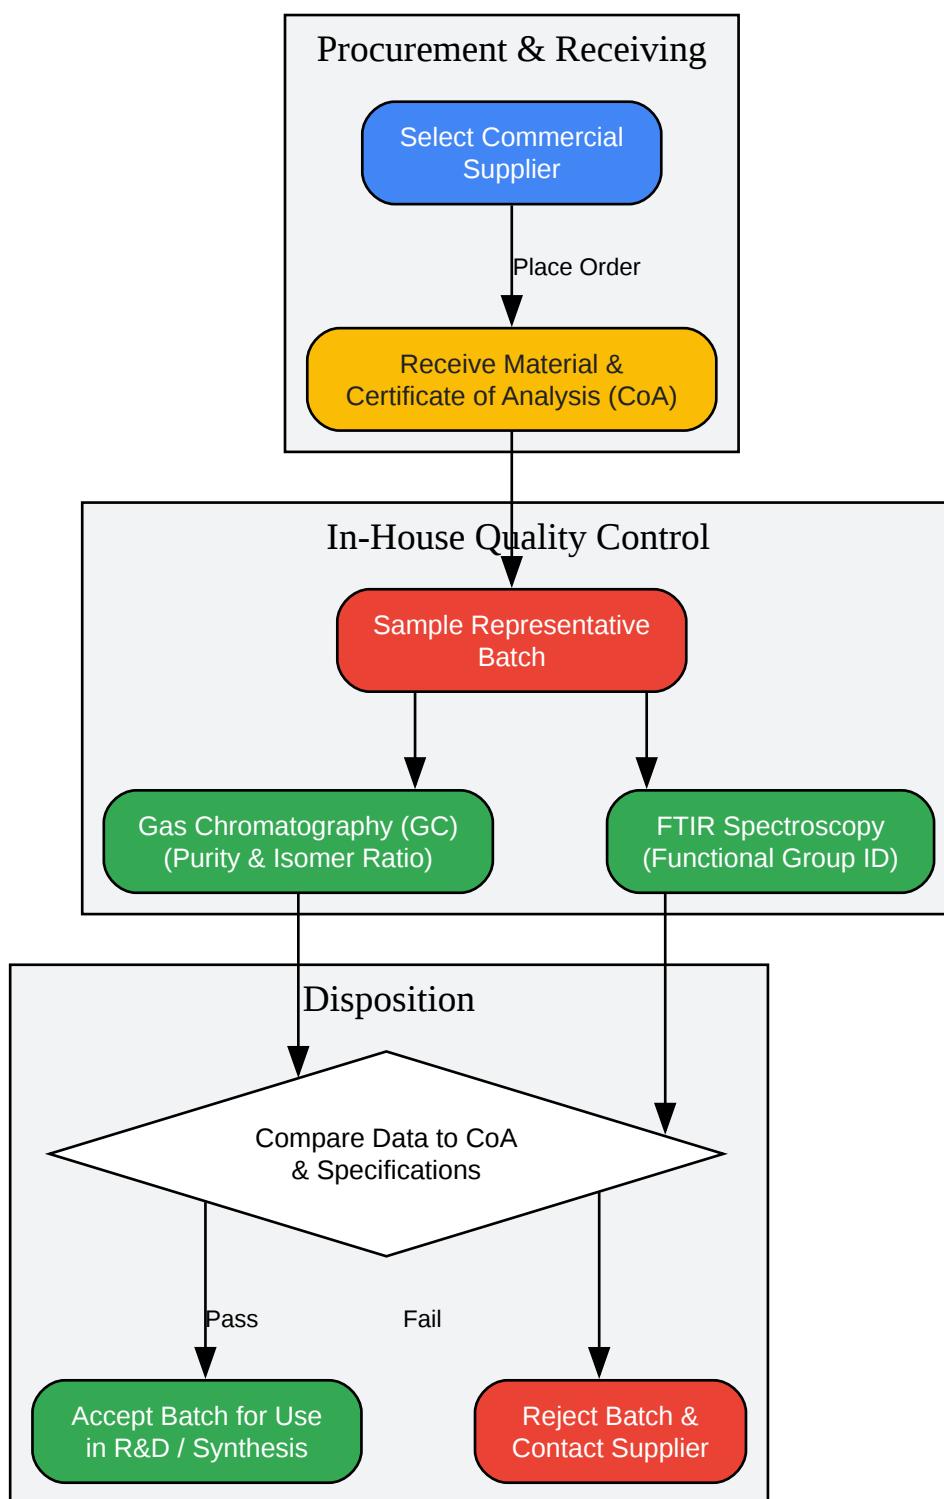 Procurement & Receiving
Select Commercial
Supplier
Place Order
Receive Material &
Certificate of Analysis (CoA)
In-House Quality Control
Sample Representative
Batch
Gas Chromatography (GC)
(Purity & Isomer Ratio)
FTIR Spectroscopy
(Functional Group ID)
Disposition
Compare Data to CoA
& Specifications
Pass
Fail
Accept Batch for Use
in R&D / Synthesis
Reject Batch &
Contact Supplier